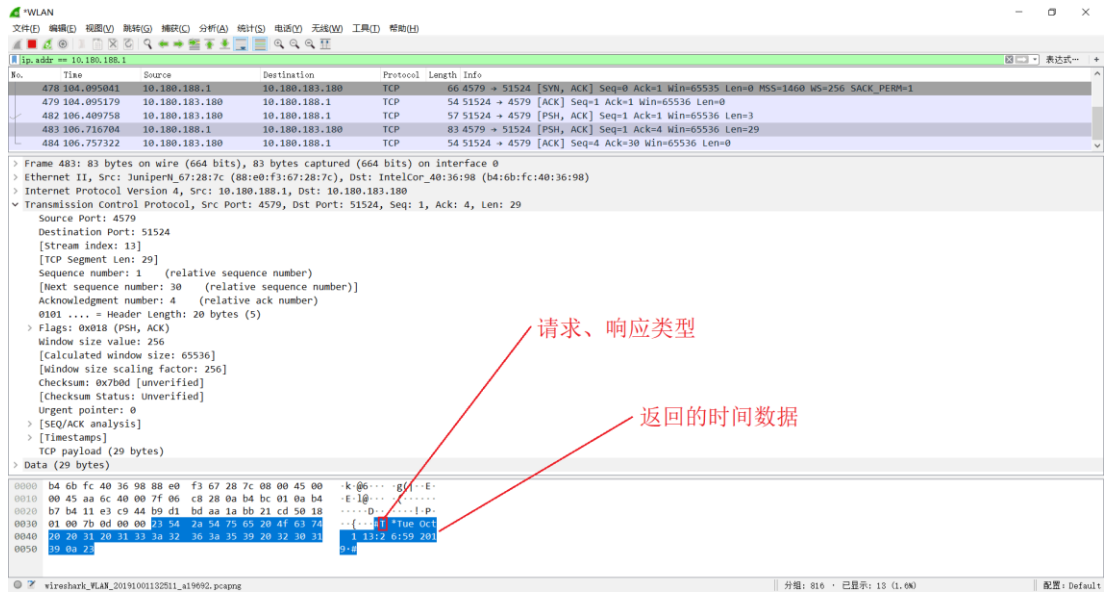 *WLAN
文件(F) 编辑(E) 视图(V) 跳转(G) 捕获(C) 分析(A) 统计(S) 电话(Y) 无线(W) 工具(T) 帮助(H)
ip.addr == 10.180.188.1 表达式… +
No. Time Source Destination Protocol Length Info
478 104.095041 10.180.188.1 10.180.183.180 TCP 66 4579 → 51524 [SYN, ACK] Seq=0 Ack=1 Win=65535 Len=0 MSS=1460 WS=256 SACK_PERM=1
479 104.095179 10.180.183.180 10.180.188.1 TCP 54 51524 → 4579 [ACK] Seq=1 Ack=1 Win=65536 Len=0
482 106.409758 10.180.183.180 10.180.188.1 TCP 57 51524 → 4579 [PSH, ACK] Seq=1 Ack=1 Win=65536 Len=3
483 106.716704 10.180.188.1 10.180.183.180 TCP 83 4579 → 51524 [PSH, ACK] Seq=1 Ack=4 Win=65536 Len=29
484 106.757322 10.180.183.180 10.180.188.1 TCP 54 51524 → 4579 [ACK] Seq=4 Ack=30 Win=65536 Len=0
Frame 483: 83 bytes on wire (664 bits), 83 bytes captured (664 bits) on interface 0
Ethernet II, Src: JuniperN_67:28:7c (88:e0:f3:67:28:7c), Dst: IntelCor_40:36:98 (b4:6b:fc:40:36:98)
Internet Protocol Version 4, Src: 10.180.188.1, Dst: 10.180.183.180
Transmission Control Protocol, Src Port: 4579, Dst Port: 51524, Seq: 1, Ack: 4, Len: 29
Source Port: 4579
Destination Port: 51524
[Stream index: 13]
[TCP Segment Len: 29]
Sequence number: 1 (relative sequence number)
[Next sequence number: 30 (relative sequence number)]
Acknowledgment number: 4 (relative ack number)
0101 .... = Header Length: 20 bytes (5)
Flags: 0x018 (PSH, ACK)
Window size value: 256
[Calculated window size: 65536]
[Window size scaling factor: 256]
Checksum: 0x7b0d [unverified]
[Checksum Status: Unverified]
Urgent pointer: 0
[SEQ/ACK analysis]
[Timestamps]
TCP payload (29 bytes)
Data (29 bytes)
请求、响应类型
返回的时间数据
0000 b4 6b fc 40 36 98 88 e0 f3 67 28 7c 08 00 45 00 ·k·@6··· ·g(|··E·
0010 00 45 aa 6c 40 00 7f 06 c8 28 0a b4 bc 01 0a b4 ·E·l@··· ·(······
0020 b7 b4 11 e3 c9 44 b9 d1 bd aa 1a bb 21 cd 50 18 ·····D·· ····!·P·
0030 01 00 7b 0d 00 00 23 54 2a 54 75 65 20 4f 63 74 ··{···#T *Tue Oct
0040 20 20 31 20 31 33 3a 32 36 3a 35 39 20 32 30 31 1 13:2 6:59 201
0050 39 0a 23 9·#
wireshark_WLAN_20191001132511_a19692.pcapng 分组: 816 · 已显示: 13 (1.6%) 配置: Default